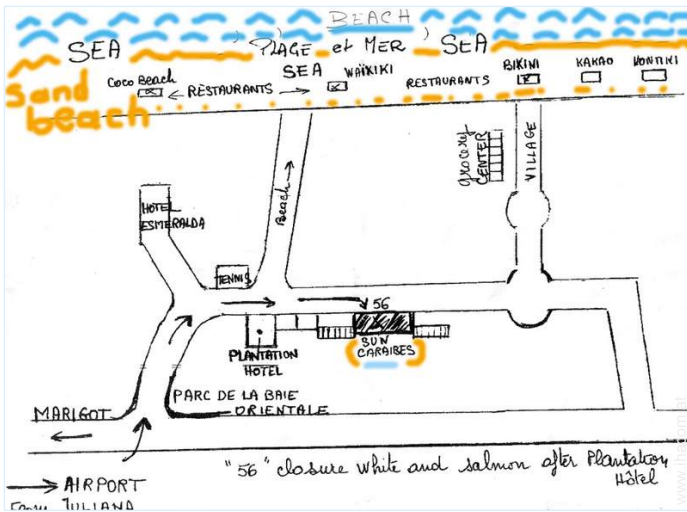 BEACH
SEA PLAGE et MER SEA
Coco Beach ← RESTAURANTS → SEA WAÏKIKI RESTAURANTS BIKINI KAKAO KONTIKI
Sand
beach
grocery
CENTER
VILLAGE
Beach →
HOTEL
ESMERALDA
TENNIS
56
PLANTATION
HOTEL
SUN
CARAIBES
PARC DE LA BAIE
ORIENTALE
MARIGOT
"56" closure white and salmon after Plantation
Hôtel
→ AIRPORT
From JULIANA